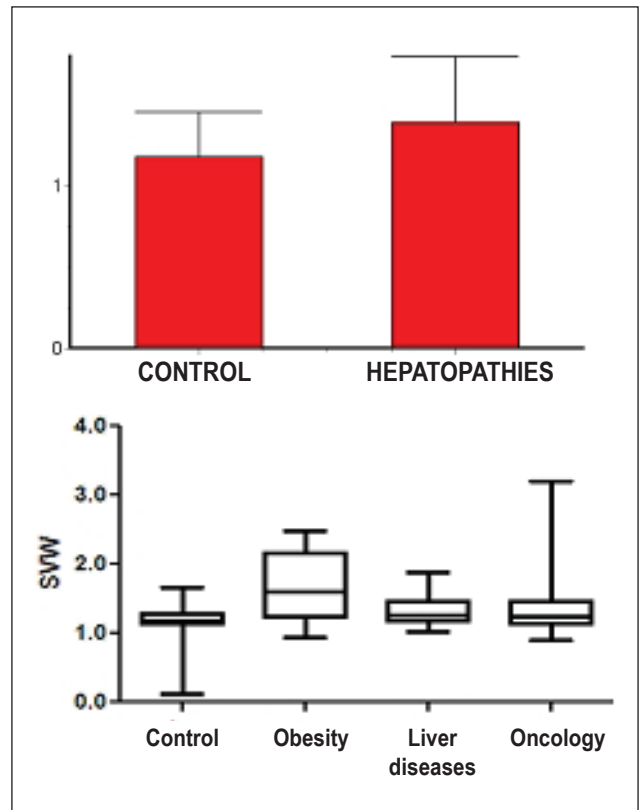 1
0
CONTROL HEPATOPATHIES
4.0
3.0
2.0
1.0
0.0
SVW
Control Obesity Liver diseases Oncology